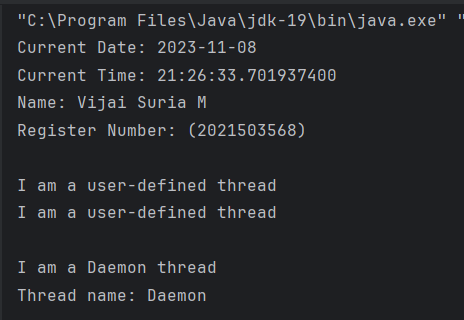 "C:\Program Files\Java\jdk-19\bin\java.exe" "
Current Date: 2023-11-08
Current Time: 21:26:33.701937400
Name: Vijai Suria M
Register Number: (2021503568)
I am a user-defined thread
I am a user-defined thread
I am a Daemon thread
Thread name: Daemon